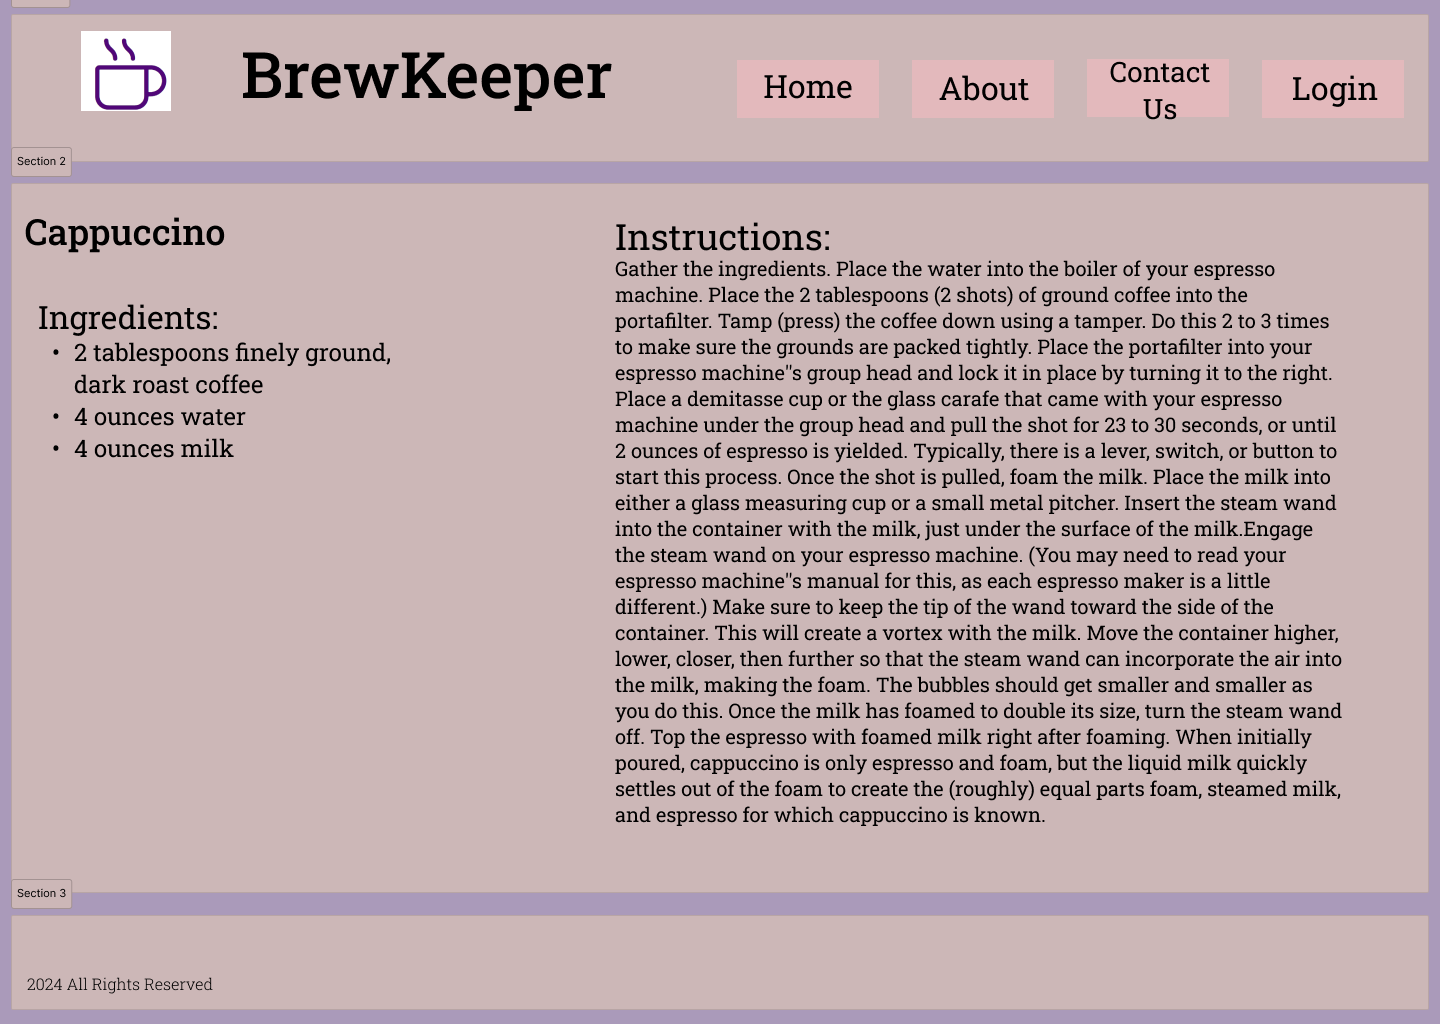 BrewKeeper
Home
About
Contact
Us
Login
Section 2
Cappuccino
Ingredients:
• 2 tablespoons finely ground,
dark roast coffee
• 4 ounces water
• 4 ounces milk
Instructions:
Gather the ingredients. Place the water into the boiler of your espresso
machine. Place the 2 tablespoons (2 shots) of ground coffee into the
portafilter. Tamp (press) the coffee down using a tamper. Do this 2 to 3 times
to make sure the grounds are packed tightly. Place the portafilter into your
espresso machine"s group head and lock it in place by turning it to the right.
Place a demitasse cup or the glass carafe that came with your espresso
machine under the group head and pull the shot for 23 to 30 seconds, or until
2 ounces of espresso is yielded. Typically, there is a lever, switch, or button to
start this process. Once the shot is pulled, foam the milk. Place the milk into
either a glass measuring cup or a small metal pitcher. Insert the steam wand
into the container with the milk, just under the surface of the milk.Engage
the steam wand on your espresso machine. (You may need to read your
espresso machine"s manual for this, as each espresso maker is a little
different.) Make sure to keep the tip of the wand toward the side of the
container. This will create a vortex with the milk. Move the container higher,
lower, closer, then further so that the steam wand can incorporate the air into
the milk, making the foam. The bubbles should get smaller and smaller as
you do this. Once the milk has foamed to double its size, turn the steam wand
off. Top the espresso with foamed milk right after foaming. When initially
poured, cappuccino is only espresso and foam, but the liquid milk quickly
settles out of the foam to create the (roughly) equal parts foam, steamed milk,
and espresso for which cappuccino is known.
Section 3
2024 All Rights Reserved